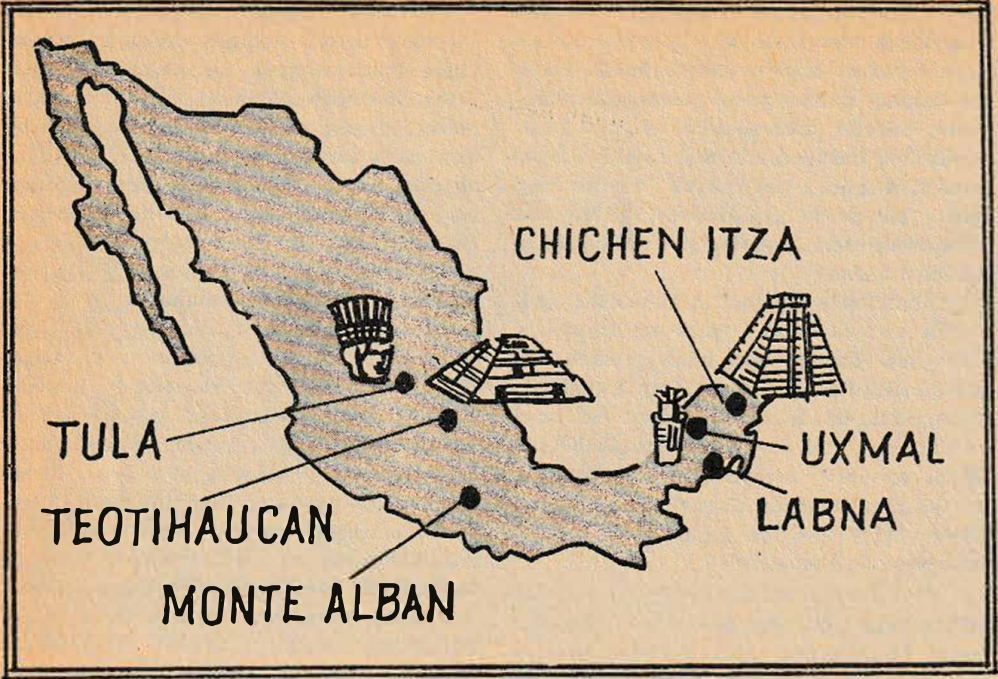 CHICHEN ITZA
TULA
UXMAL
TEOTIHAUCAN
LABNA
MONTE ALBAN